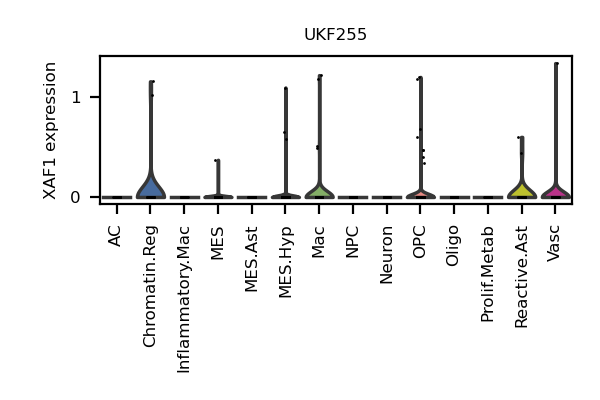 UKF255
XAF1 expression
1
0
AC
Chromatin.Reg
Inflammatory.Mac
MES
MES.Ast
MES.Hyp
Mac
NPC
Neuron
OPC
Oligo
Prolif.Metab
Reactive.Ast
Vasc